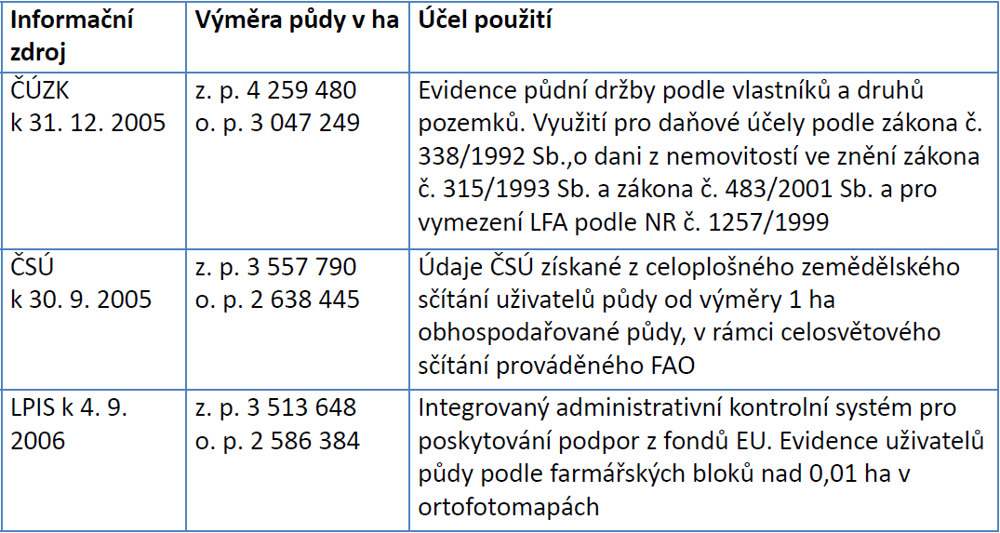 Informační zdroj
Výměra půdy v ha
Účel použití
ČÚZK
k 31. 12. 2005
z. p. 4 259 480
o. p. 3 047 249
Evidence půdní držby podle vlastníků a druhů
pozemků. Využití pro daňové účely podle zákona č.
338/1992 Sb.,o dani z nemovitostí ve znění zákona
č. 315/1993 Sb. a zákona č. 483/2001 Sb. a pro
vymezení LFA podle NR č. 1257/1999
ČSÚ
k 30. 9. 2005
z. p. 3 557 790
o. p. 2 638 445
Údaje ČSÚ získané z celoplošného zemědělského
sčítání uživatelů půdy od výměry 1 ha
obhospodařované půdy, v rámci celosvětového
sčítání prováděného FAO
LPIS k 4. 9.
2006
z. p. 3 513 648
o. p. 2 586 384
Integrovaný administrativní kontrolní systém pro
poskytování podpor z fondů EU. Evidence uživatelů
půdy podle farmářských bloků nad 0,01 ha v
ortofotomapách